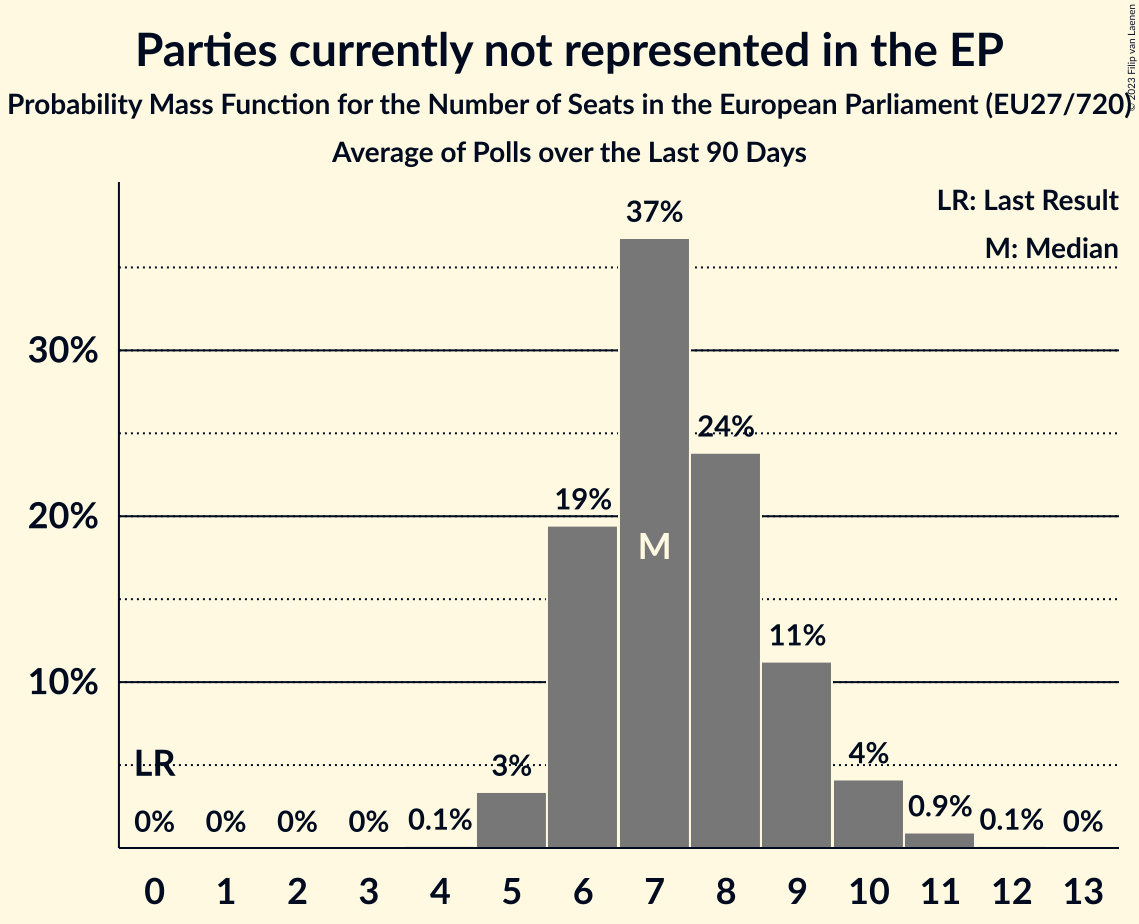 Parties currently not represented in the EP
Probability Mass Function for the Number of Seats in the European Parliament (EU27/720)
Average of Polls over the Last 90 Days
© 2023 Filip van Laenen
LR: Last Result
M: Median
37%
24%
19%
M
11%
LR
3%
4%
0.9%
0% 0% 0% 0% 0.1% 0.1% 0%
30%
20%
10%
0 1 2 3 4 5 6 7 8 9 10 11 12 13